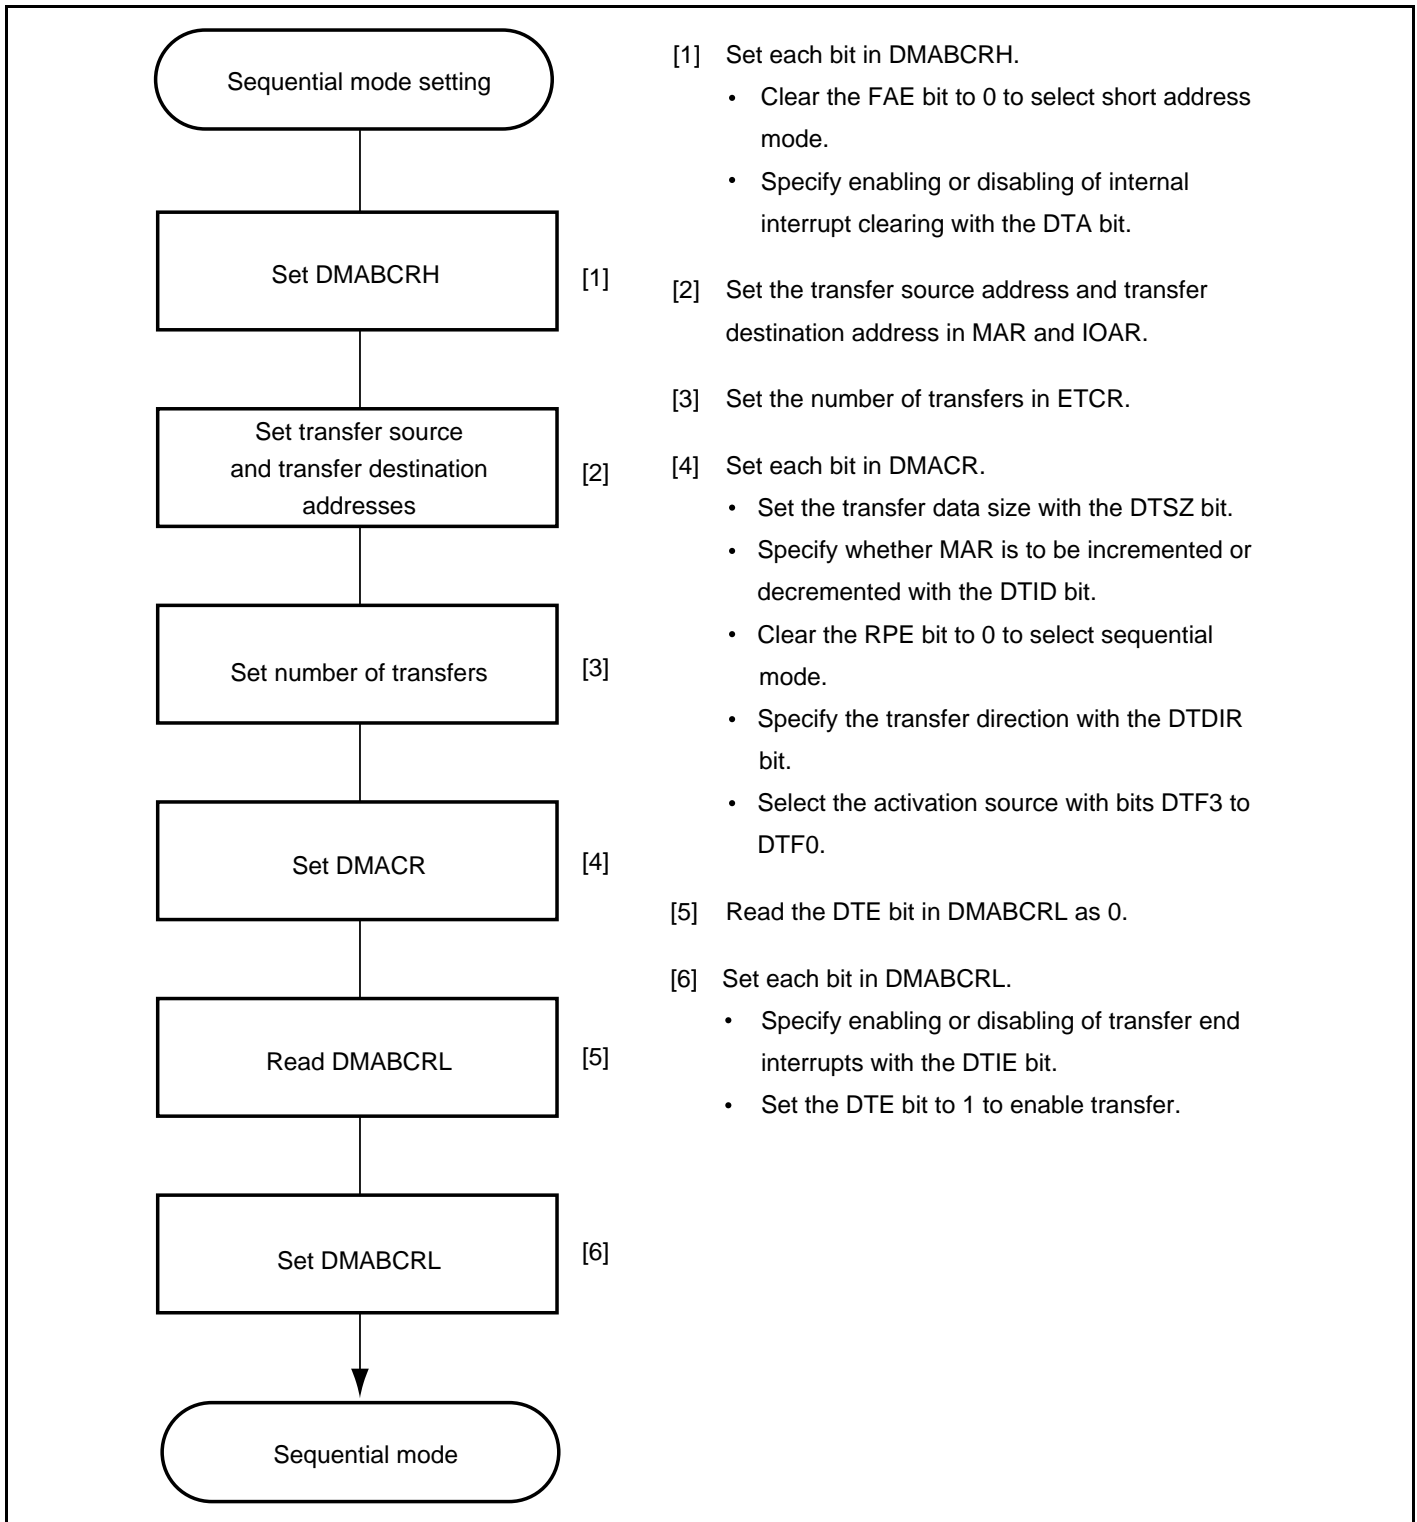 Sequential mode setting
Set DMABCRH
[1]
Set transfer source
and transfer destination
addresses
[2]
Set number of transfers
[3]
Set DMACR
[4]
Read DMABCRL
[5]
Set DMABCRL
[6]
Sequential mode
[1] Set each bit in DMABCRH.
• Clear the FAE bit to 0 to select short address
mode.
• Specify enabling or disabling of internal
interrupt clearing with the DTA bit.
[2] Set the transfer source address and transfer
destination address in MAR and IOAR.
[3] Set the number of transfers in ETCR.
[4] Set each bit in DMACR.
• Set the transfer data size with the DTSZ bit.
• Specify whether MAR is to be incremented or
decremented with the DTID bit.
• Clear the RPE bit to 0 to select sequential
mode.
• Specify the transfer direction with the DTDIR
bit.
• Select the activation source with bits DTF3 to
DTF0.
[5] Read the DTE bit in DMABCRL as 0.
[6] Set each bit in DMABCRL.
• Specify enabling or disabling of transfer end
interrupts with the DTIE bit.
• Set the DTE bit to 1 to enable transfer.